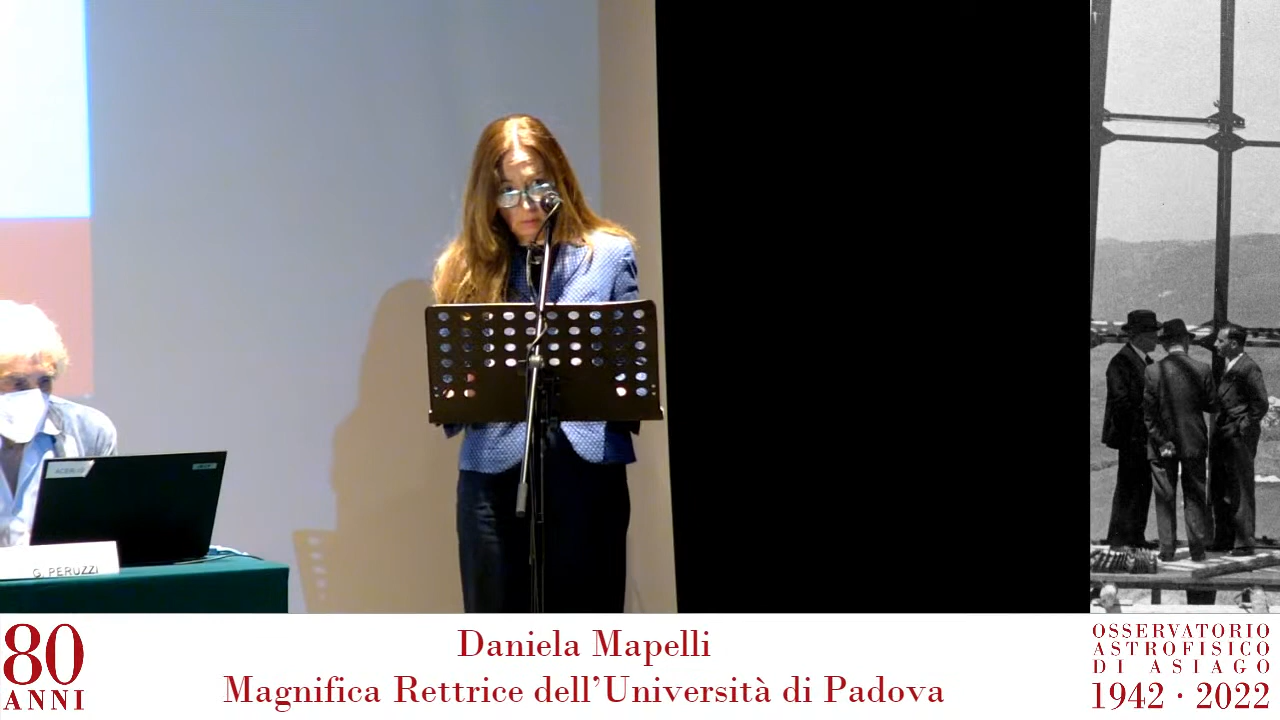 G. PERUZZI
80
ANNI
Daniela Mapelli
Magnifica Rettrice dell'Università di Padova
OSSERVATORIO
ASTROFISICO
DI ASIAGO
1942 · 2022